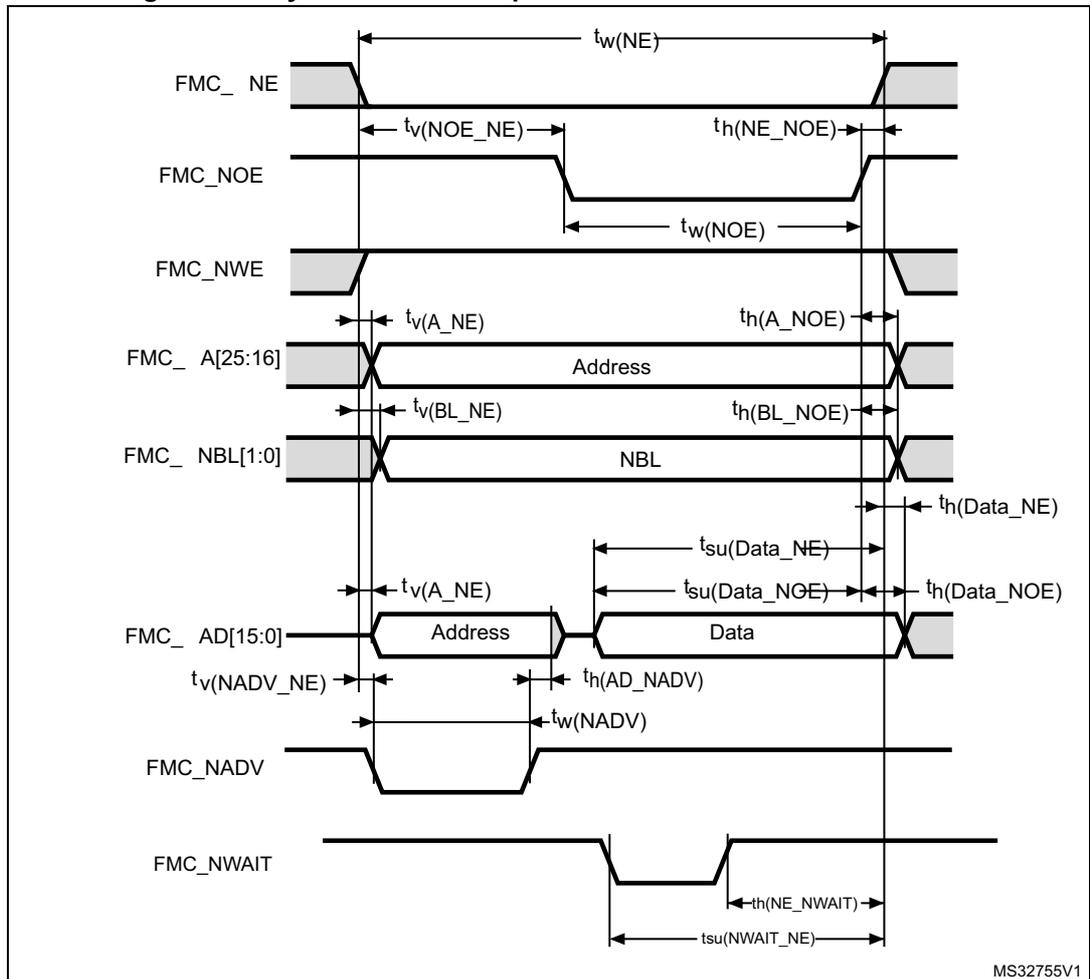 tw(NE)
FMC_ NE
tv(NOE_NE)
th(NE_NOE)
FMC_NOE
tw(NOE)
FMC_NWE
tv(A_NE)
th(A_NOE)
FMC_ A[25:16]
Address
tv(BL_NE)
th(BL_NOE)
FMC_ NBL[1:0]
NBL
th(Data_NE)
tsu(Data_NE)
tv(A_NE)
tsu(Data_NOE)
th(Data_NOE)
FMC_ AD[15:0]
Address
Data
tv(NADV_NE)
th(AD_NADV)
tw(NADV)
FMC_NADV
FMC_NWAIT
th(NE_NWAIT)
tsu(NWAIT_NE)
MS32755V1